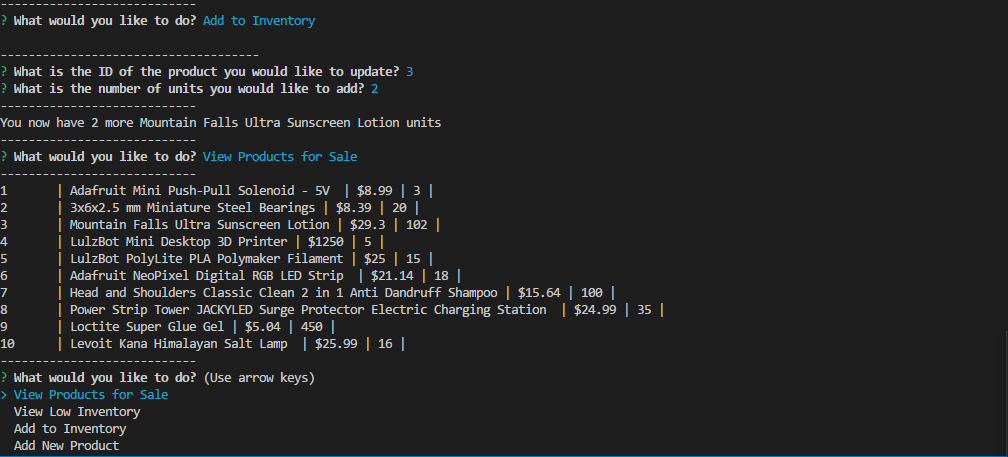 ----------------------------
? What would you like to do? Add to Inventory
-------------------------------------
? What is the ID of the product you would like to update? 3
? What is the number of units you would like to add? 2
----------------------------
You now have 2 more Mountain Falls Ultra Sunscreen Lotion units
----------------------------
? What would you like to do? View Products for Sale
----------------------------
1       | Adafruit Mini Push-Pull Solenoid - 5V  | $8.99 | 3 |
2       | 3x6x2.5 mm Miniature Steel Bearings | $8.39 | 20 |
3       | Mountain Falls Ultra Sunscreen Lotion | $29.3 | 102 |
4       | LulzBot Mini Desktop 3D Printer | $1250 | 5 |
5       | LulzBot PolyLite PLA Polymaker Filament | $25 | 15 |
6       | Adafruit NeoPixel Digital RGB LED Strip  | $21.14 | 18 |
7       | Head and Shoulders Classic Clean 2 in 1 Anti Dandruff Shampoo | $15.64 | 100 |
8       | Power Strip Tower JACKYLED Surge Protector Electric Charging Station  | $24.99 | 35 |
9       | Loctite Super Glue Gel | $5.04 | 450 |
10      | Levoit Kana Himalayan Salt Lamp  | $25.99 | 16 |
----------------------------
? What would you like to do? (Use arrow keys)
> View Products for Sale
  View Low Inventory
  Add to Inventory
  Add New Product